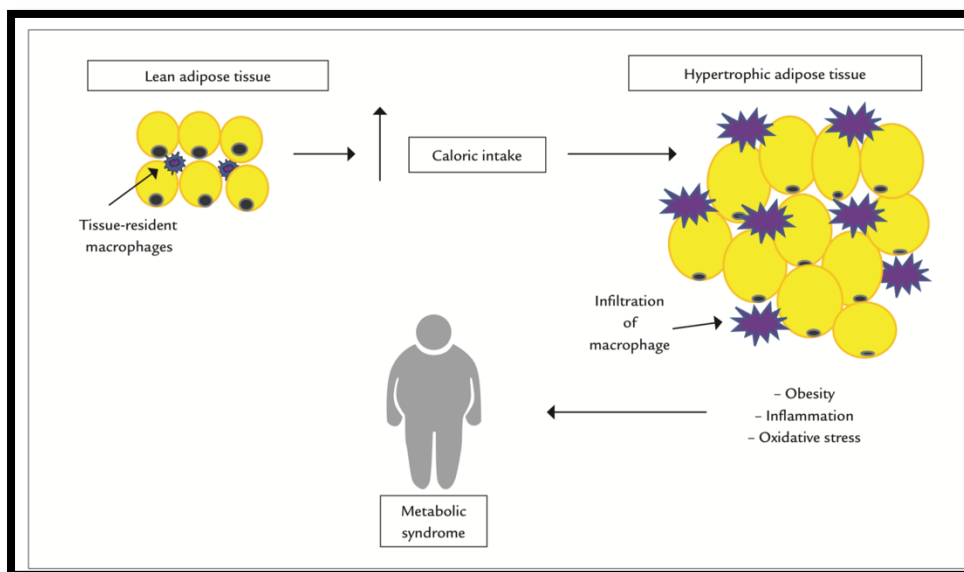 Lean adipose tissue
Hypertrophic adipose tissue
Caloric intake
Tissue-resident
macrophages
Infiltration
of
macrophage
– Obesity
– Inflammation
– Oxidative stress
Metabolic
syndrome